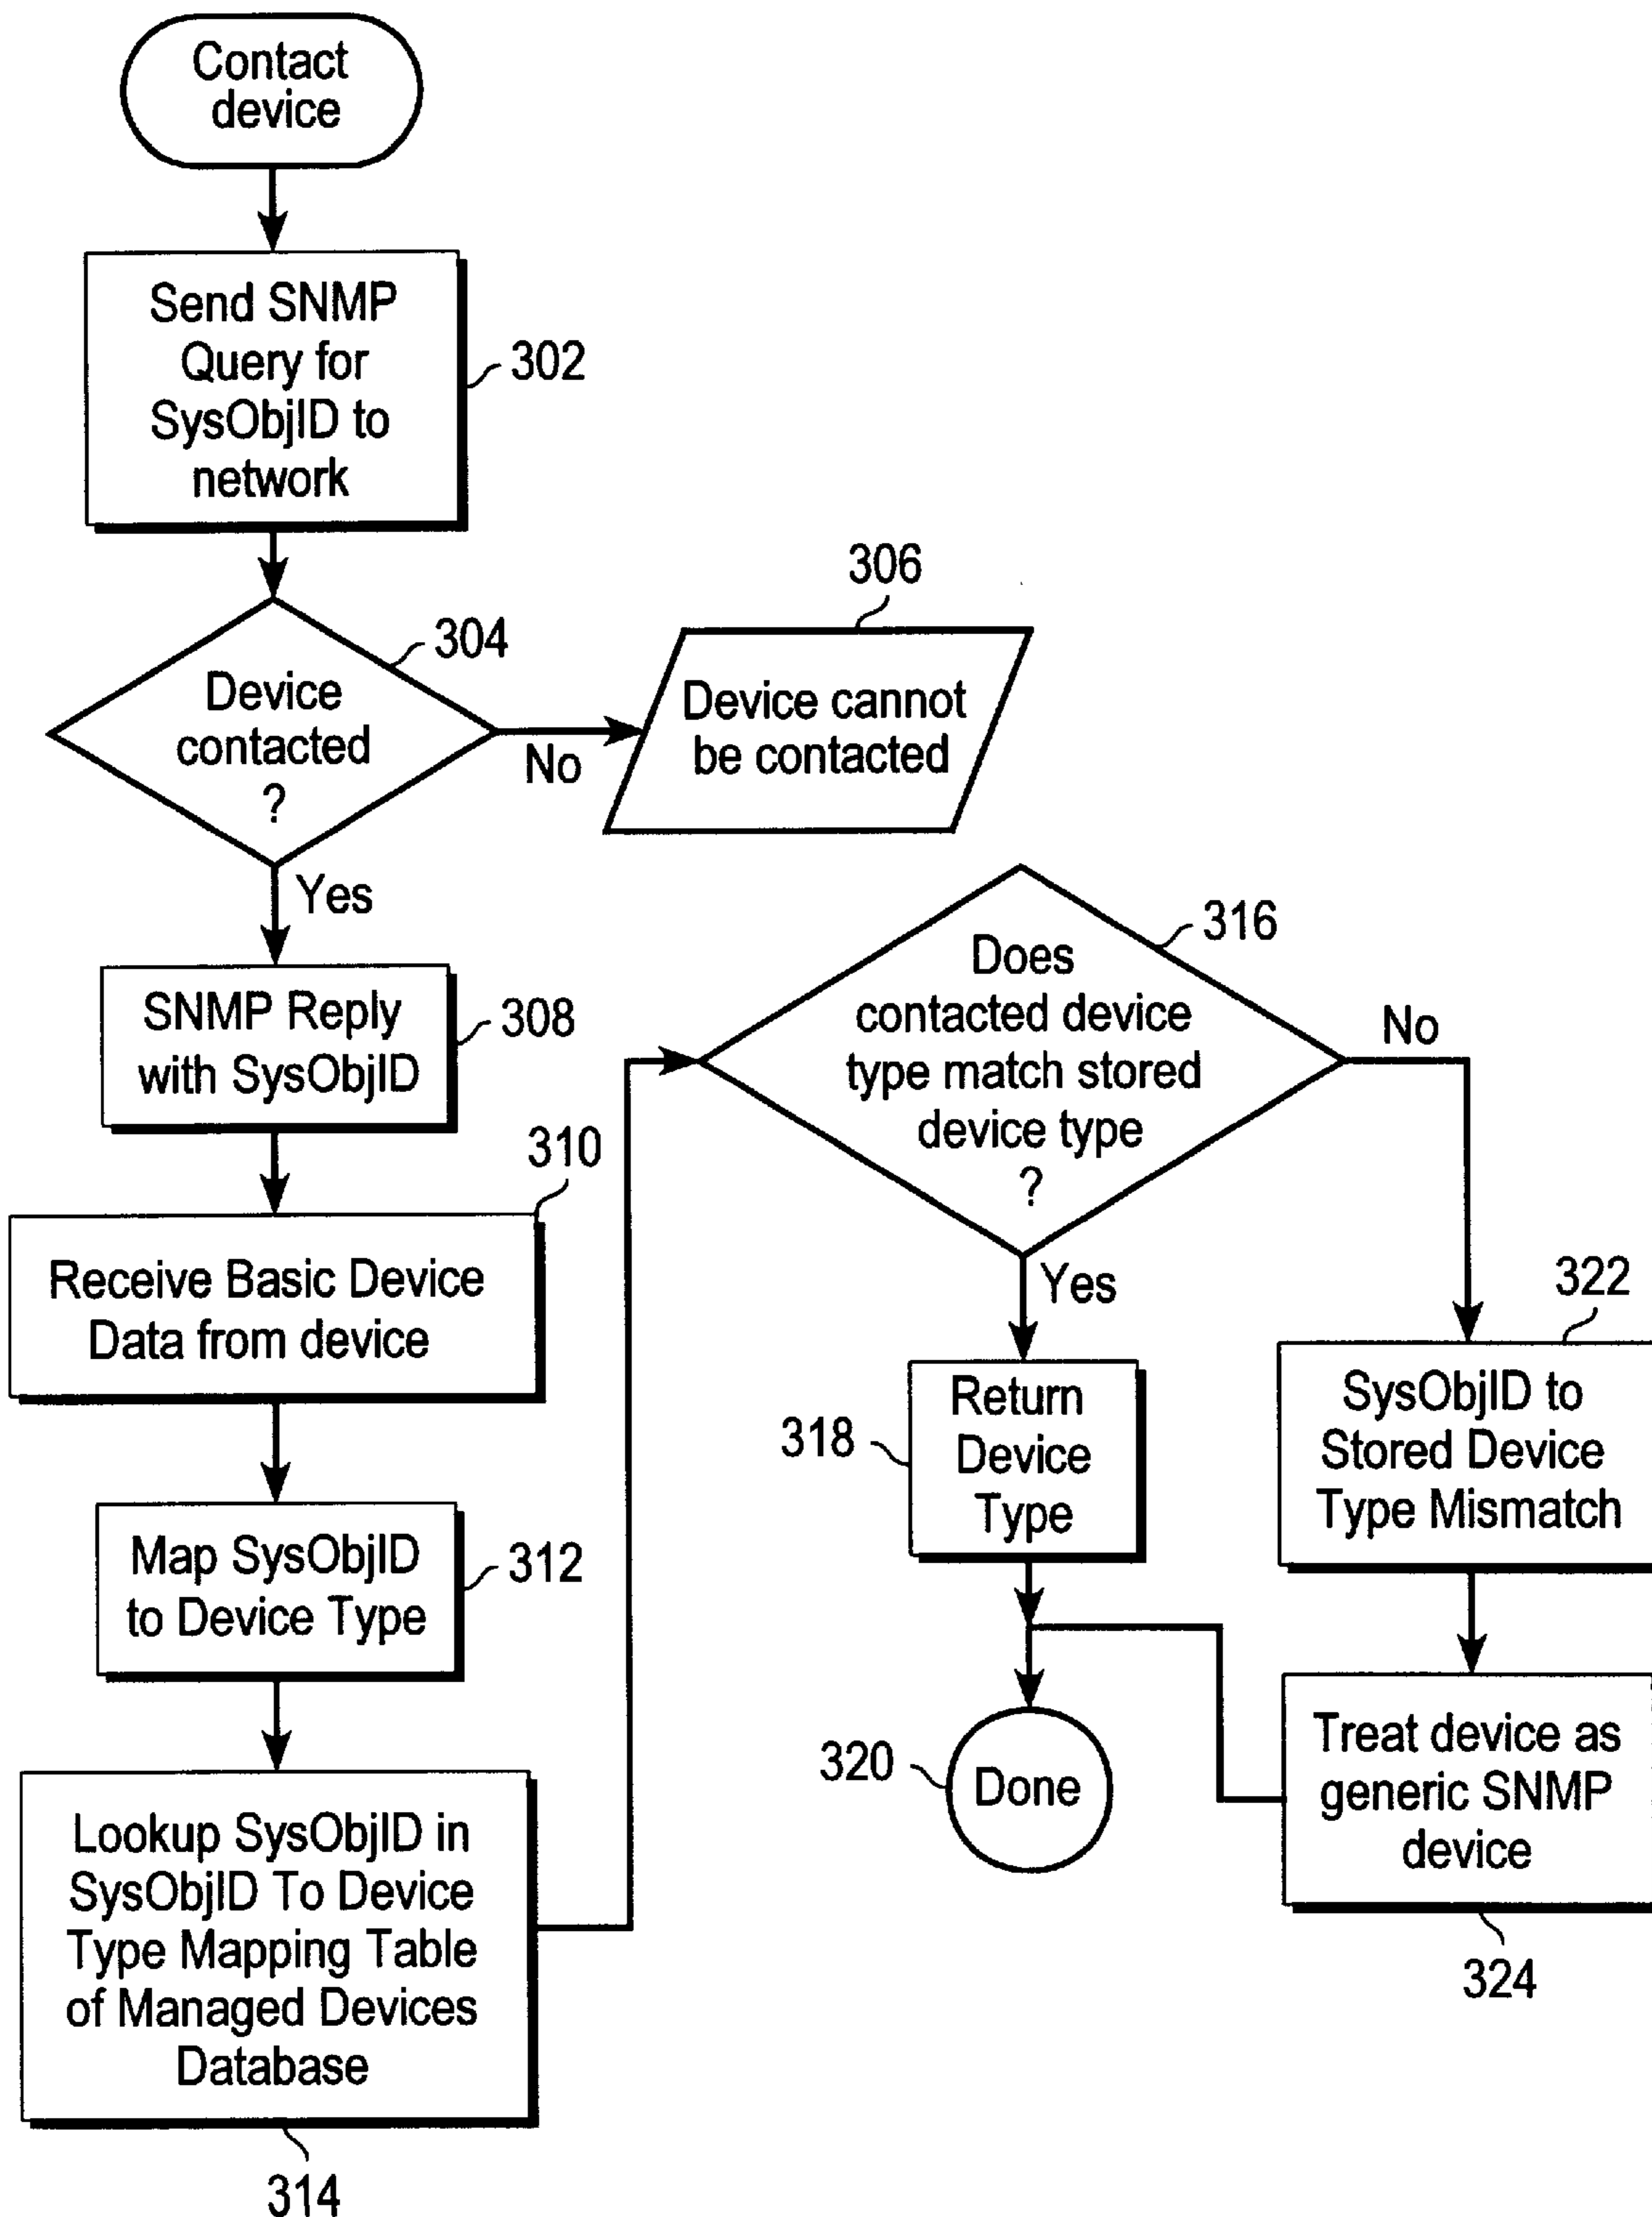 Contact
device
Send SNMP
Query for
SysObjID to
network
302
304
Device
contacted
?
No
306
Device cannot
be contacted
Yes
SNMP Reply
with SysObjID
308
310
Receive Basic Device
Data from device
Map SysObjID
to Device Type
312
Lookup SysObjID in
SysObjID To Device
Type Mapping Table
of Managed Devices
Database
314
316
Does
contacted device
type match stored
device type
?
No
Yes
318
Return
Device
Type
320
Done
322
SysObjID to
Stored Device
Type Mismatch
Treat device as
generic SNMP
device
324